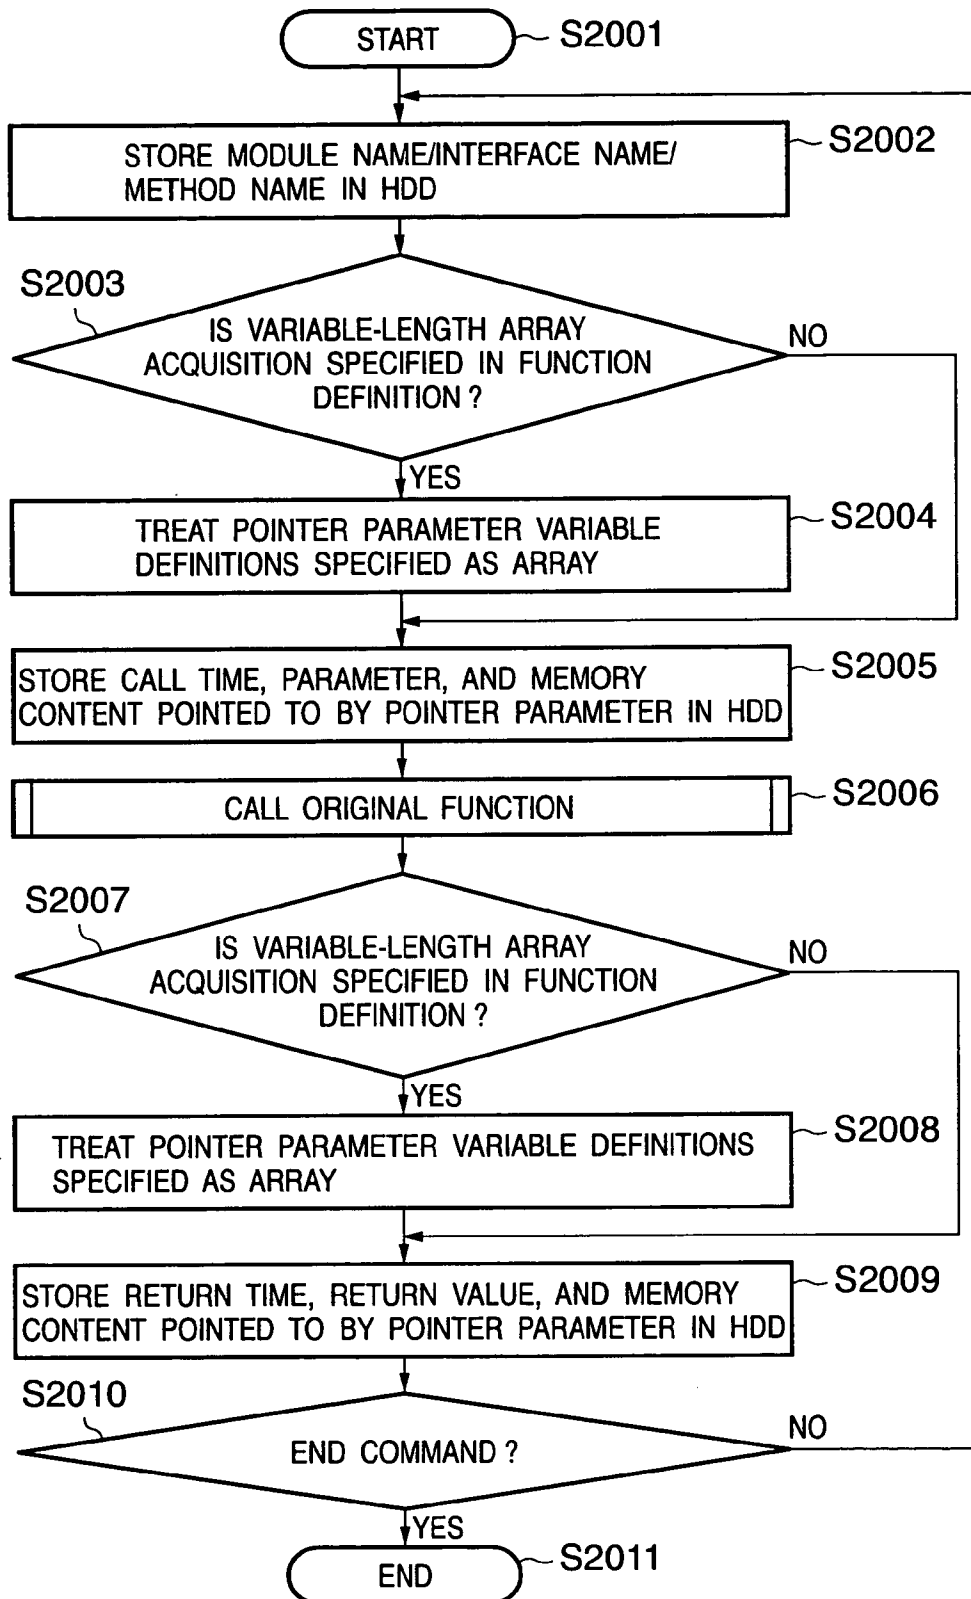 START
S2001
S2002
STORE MODULE NAME/INTERFACE NAME/
METHOD NAME IN HDD
S2003
IS VARIABLE-LENGTH ARRAY
ACQUISITION SPECIFIED IN FUNCTION
DEFINITION ?
NO
YES
S2004
TREAT POINTER PARAMETER VARIABLE
DEFINITIONS SPECIFIED AS ARRAY
S2005
STORE CALL TIME, PARAMETER, AND MEMORY
CONTENT POINTED TO BY POINTER PARAMETER IN HDD
S2006
CALL ORIGINAL FUNCTION
S2007
IS VARIABLE-LENGTH ARRAY
ACQUISITION SPECIFIED IN FUNCTION
DEFINITION ?
NO
YES
S2008
TREAT POINTER PARAMETER VARIABLE DEFINITIONS
SPECIFIED AS ARRAY
S2009
STORE RETURN TIME, RETURN VALUE, AND MEMORY
CONTENT POINTED TO BY POINTER PARAMETER IN HDD
S2010
END COMMAND ?
NO
YES
END
S2011